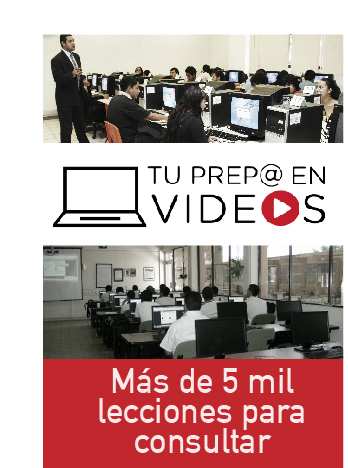 TU PREP@ EN
VIDEOS
Más de 5 mil
lecciones para
consultar